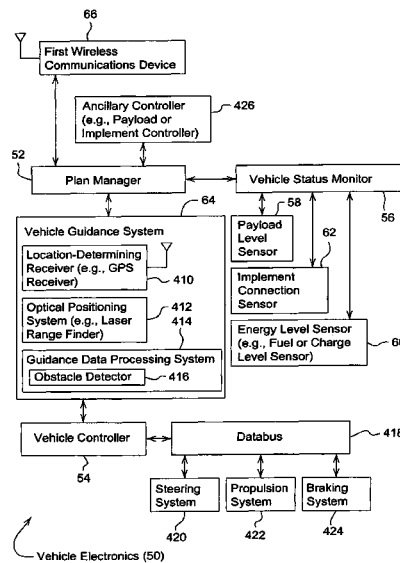 66
First Wireless
Communications Device
Ancillary Controller
(e.g., Payload or
Implement Controller)
426
52
Plan Manager
Vehicle Status Monitor
56
64
Vehicle Guidance System
Location-Determining
Receiver (e.g., GPS
Receiver)
410
Optical Positioning
System (e.g., Laser
Range Finder)
412
414
Guidance Data Processing System
Obstacle Detector
416
58
Payload
Level
Sensor
62
Implement
Connection
Sensor
Energy Level Sensor
(e.g., Fuel or Charge
Level Sensor)
Vehicle Controller
54
Databus
418
Steering
System
420
Propulsion
System
422
Braking
System
424
Vehicle Electronics (50)